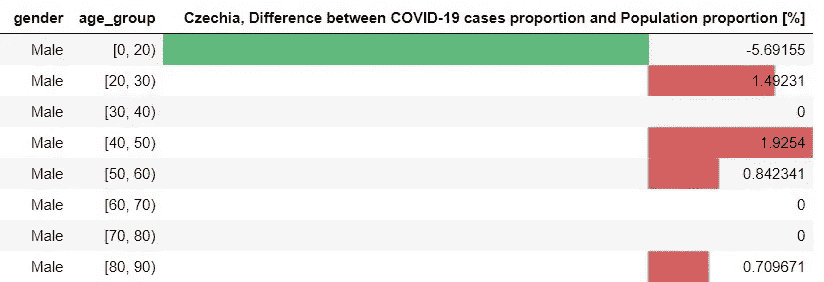 gender age_group Czechia, Difference between COVID-19 cases proportion and Population proportion [%]
Male [0, 20) -5.69155
Male [20, 30) 1.49231
Male [30, 40) 0
Male [40, 50) 1.9254
Male [50, 60) 0.842341
Male [60, 70) 0
Male [70, 80) 0
Male [80, 90) 0.709671